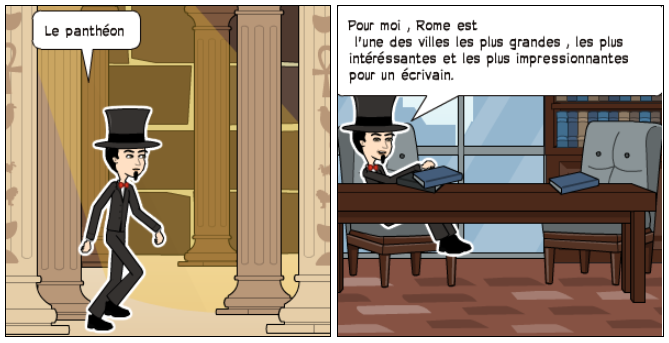 Le panthéon
Pour moi , Rome est
l'une des villes les plus grandes , les plus
intéréssantes et les plus impressionnantes
pour un écrivain.